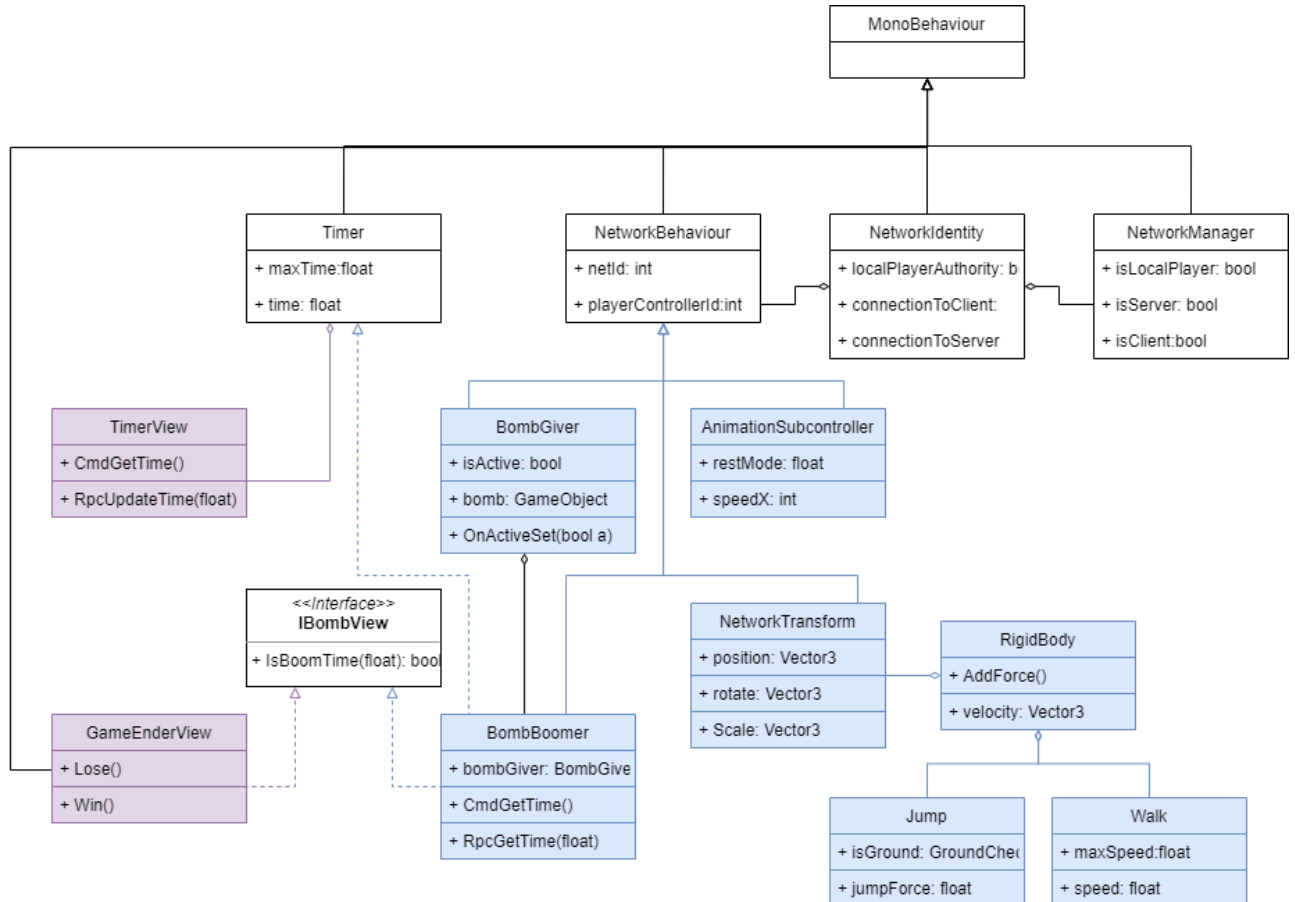 MonoBehaviour
Timer
+ maxTime:float
+ time: float
NetworkBehaviour
+ netId: int
+ playerControllerId:int
NetworkIdentity
+ localPlayerAuthority: b
+ connectionToClient:
+ connectionToServer
NetworkManager
+ isLocalPlayer: bool
+ isServer: bool
+ isClient:bool
TimerView
+ CmdGetTime()
+ RpcUpdateTime(float)
BombGiver
+ isActive: bool
+ bomb: GameObject
+ OnActiveSet(bool a)
AnimationSubcontroller
+ restMode: float
+ speedX: int
<<Interface>>
IBombView
+ IsBoomTime(float): bool
NetworkTransform
+ position: Vector3
+ rotate: Vector3
+ Scale: Vector3
RigidBody
+ AddForce()
+ velocity: Vector3
GameEnderView
+ Lose()
+ Win()
BombBoomer
+ bombGiver: BombGive
+ CmdGetTime()
+ RpcGetTime(float)
Jump
+ isGround: GroundChec
+ jumpForce: float
Walk
+ maxSpeed:float
+ speed: float